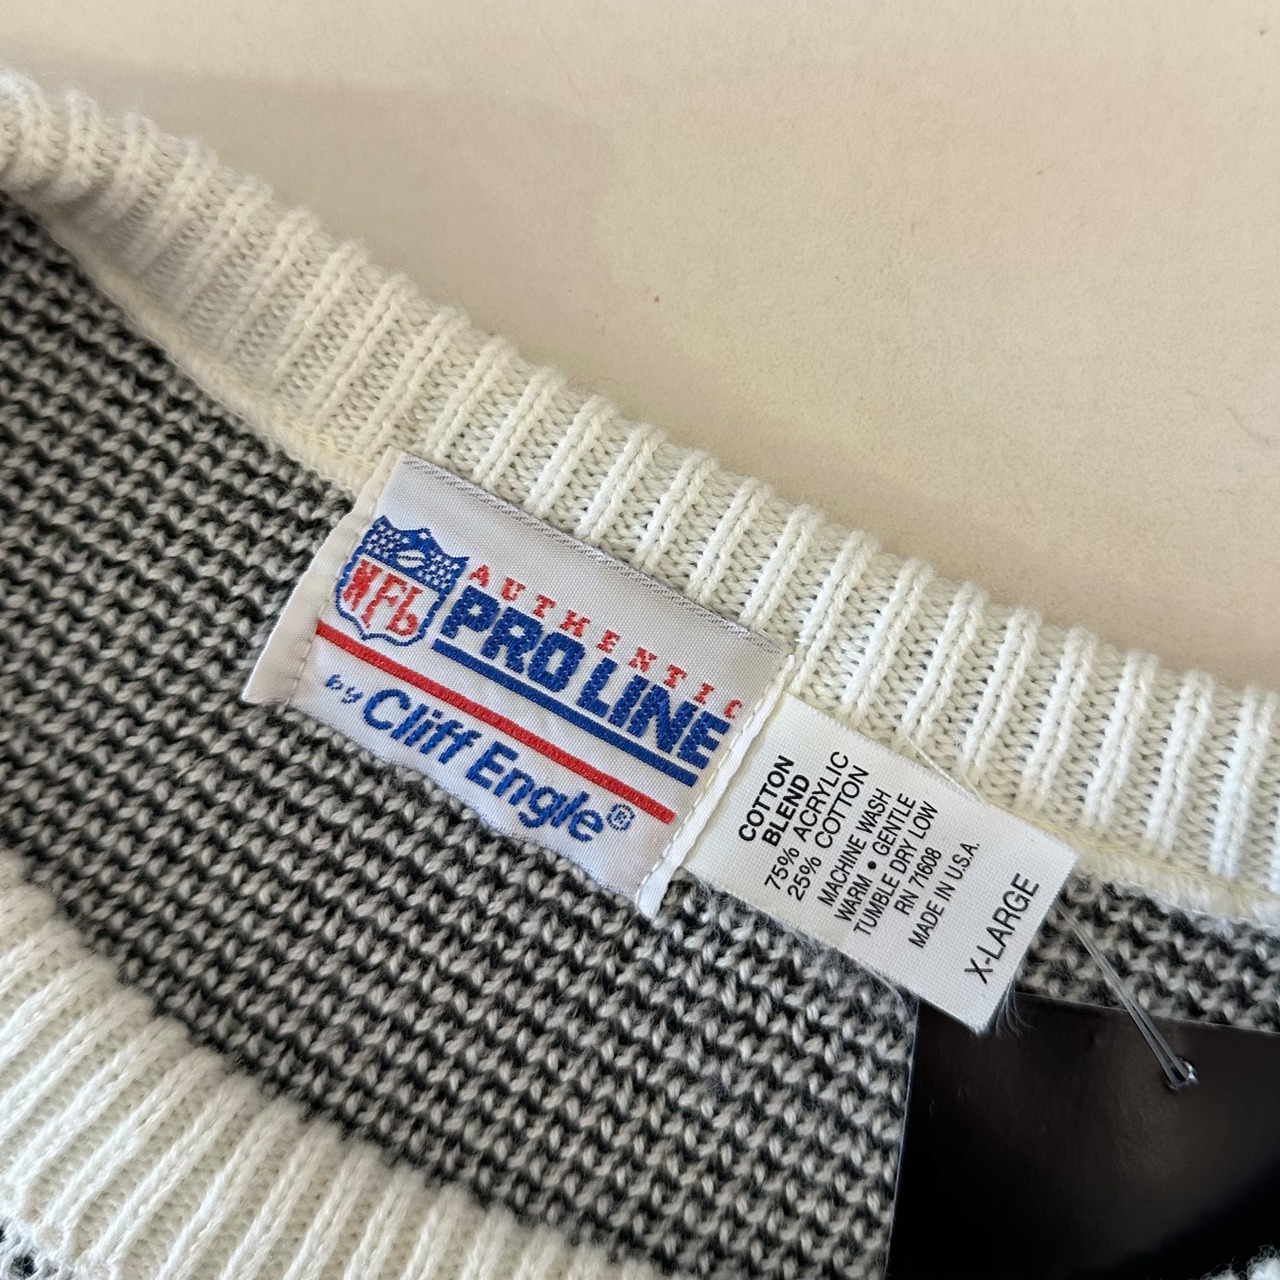 NFL
AUTHENTIC
PRO LINE
by Cliff Engle®
COTTON
BLEND
75% ACRYLIC
25% COTTON
MACHINE WASH
WARM • GENTLE
TUMBLE DRY LOW
RN 71608
MADE IN U.S.A.
X-LARGE